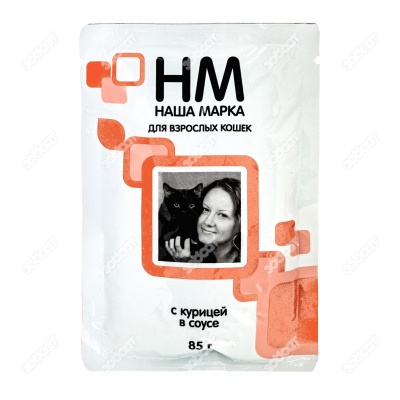 НМ
НАША МАРКА
ДЛЯ ВЗРОСЛЫХ КОШЕК
с курицей
в соусе
85 г